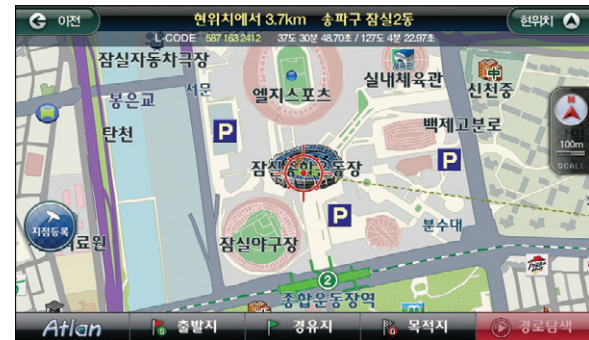 이전
현위치에서 3.7km 송파구 잠실2동
현위치
L-CODE 587 163 2412 37도 30분 48.70초 / 127도 4분 22.97초
잠실자동차극장
서문
엘지스포츠
실내체육관
신천중
봉은교
탄천
P
백제고분로
N
100m
SCALE
잠실종합운동장
P
P
지점등록
료원
잠실야구장
분수대
2
종합운동장역
Atlan
출발지
경유지
목적지
경로탐색